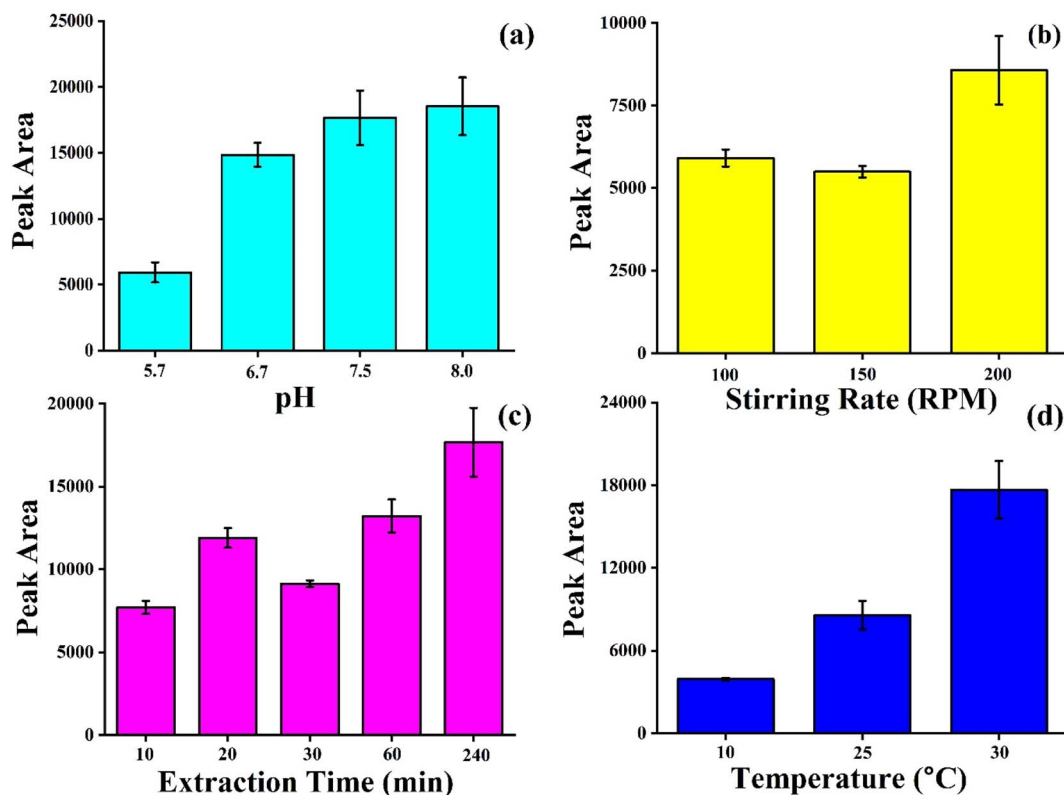 (a)
25000
20000
15000
10000
5000
0
Peak Area
5.7 6.7 7.5 8.0
pH
(b)
10000
7500
5000
2500
0
Peak Area
100 150 200
Stirring Rate (RPM)
(c)
20000
15000
10000
5000
0
Peak Area
10 20 30 60 240
Extraction Time (min)
(d)
24000
18000
12000
6000
0
Peak Area
10 25 30
Temperature (°C)